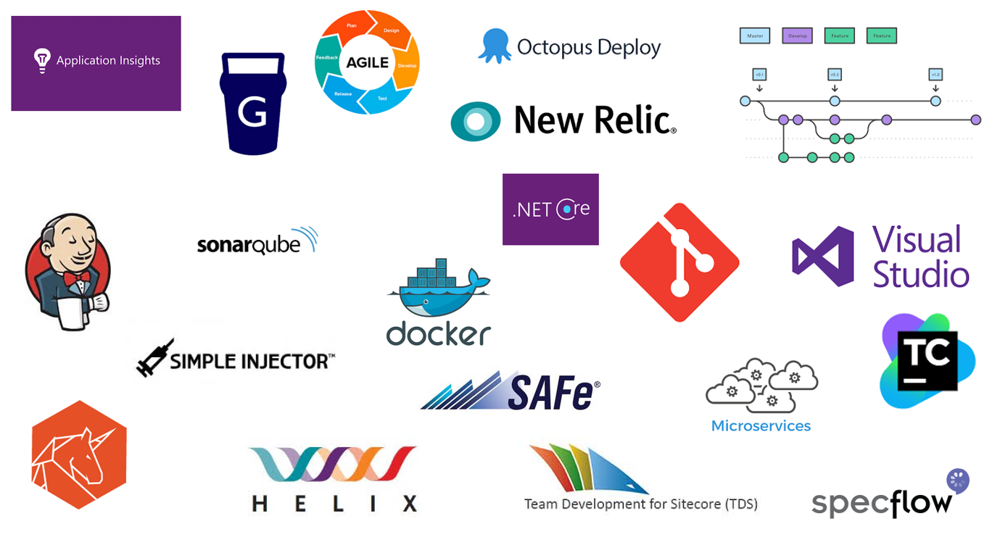 Application Insights
G
Plan
Design
Feedback
AGILE
Develop
Release
Test
Octopus Deploy
New Relic®
Master Develop Feature Feature
v0.1 v0.2 v1.0
.NET Core
sonarqube
Visual
Studio
docker
TC
SIMPLE INJECTOR™
SAFe®
Microservices
HELIX
Team Development for Sitecore (TDS)
specflow